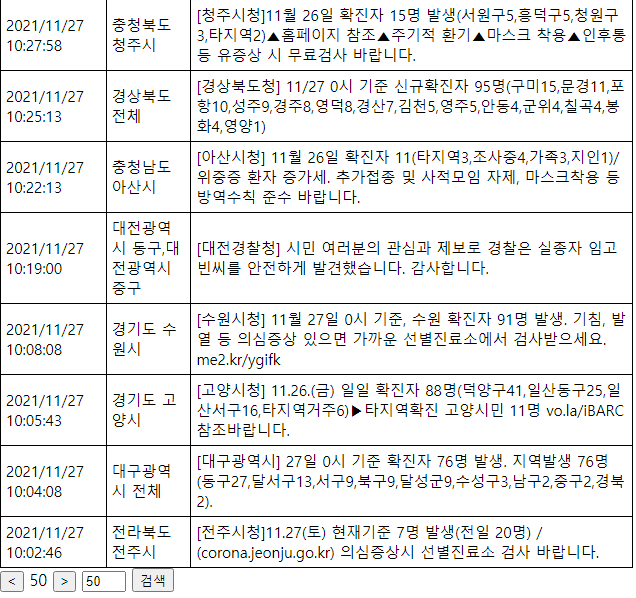 2021/11/27
10:27:58
충청북도
청주시
[청주시청]11월 26일 확진자 15명 발생(서원구5,흥덕구5,청원구
3,타지역2)▲홈페이지 참조▲주기적 환기▲마스크 착용▲인후통
등 유증상 시 무료검사 바랍니다.
2021/11/27
10:25:13
경상북도
전체
[경상북도청] 11/27 0시 기준 신규확진자 95명(구미15,문경11,포
항10,성주9,경주8,영덕8,경산7,김천5,영주5,안동4,군위4,칠곡4,봉
화4,영양1)
2021/11/27
10:22:13
충청남도
아산시
[아산시청] 11월 26일 확진자 11(타지역3,조사중4,가족3,지인1)/
위중증 환자 증가세. 추가접종 및 사적모임 자제, 마스크착용 등
방역수칙 준수 바랍니다.
2021/11/27
10:19:00
대전광역
시 동구,대
전광역시
중구
[대전경찰청] 시민 여러분의 관심과 제보로 경찰은 실종자 임고
빈씨를 안전하게 발견했습니다. 감사합니다.
2021/11/27
10:08:08
경기도 수
원시
[수원시청] 11월 27일 0시 기준, 수원 확진자 91명 발생. 기침, 발
열 등 의심증상 있으면 가까운 선별진료소에서 검사받으세요.
me2.kr/ygifk
2021/11/27
10:05:43
경기도 고
양시
[고양시청] 11.26.(금) 일일 확진자 88명(덕양구41,일산동구25,일
산서구16,타지역거주6)▶타지역확진 고양시민 11명 vo.la/iBARC
참조바랍니다.
2021/11/27
10:04:08
대구광역
시 전체
[대구광역시] 27일 0시 기준 확진자 76명 발생. 지역발생 76명
(동구27,달서구13,서구9,북구9,달성군9,수성구3,남구2,중구2,경북
2).
2021/11/27
10:02:46
전라북도
전주시
[전주시청]11.27(토) 현재기준 7명 발생(전일 20명) /
(corona.jeonju.go.kr) 의심증상시 선별진료소 검사 바랍니다.
< 50 > 50 검색